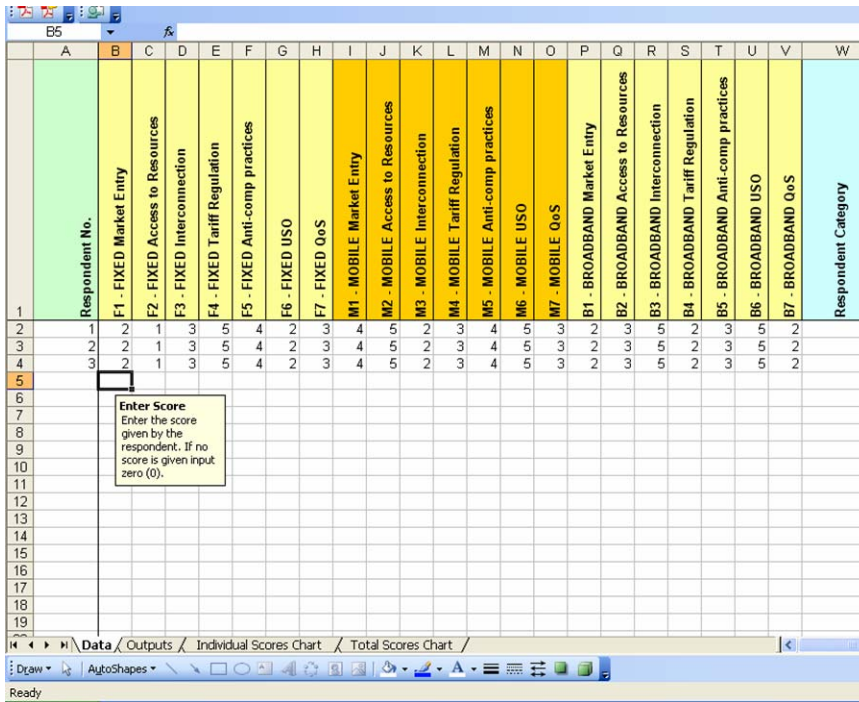 B5 fx
A B C D E F G H I J K L M N O P Q R S T U V W
1 Respondent No.
F1 - FIXED Market Entry
F2 - FIXED Access to Resources
F3 - FIXED Interconnection
F4 - FIXED Tariff Regulation
F5 - FIXED Anti-comp practices
F6 - FIXED USO
F7 - FIXED QoS
M1 - MOBILE Market Entry
M2 - MOBILE Access to Resources
M3 - MOBILE Interconnection
M4 - MOBILE Tariff Regulation
M5 - MOBILE Anti-comp practices
M6 - MOBILE USO
M7 - MOBILE QoS
B1 - BROADBAND Market Entry
B2 - BROADBAND Access to Resources
B3 - BROADBAND Interconnection
B4 - BROADBAND Tariff Regulation
B5 - BROADBAND Anti-comp practices
B6 - BROADBAND USO
B7 - BROADBAND QoS
Respondent Category
2 1 2 1 3 5 4 2 3 4 5 2 3 4 5 3 2 3 5 2 3 5 2
3 2 2 1 3 5 4 2 3 4 5 2 3 4 5 3 2 3 5 2 3 5 2
4 3 2 1 3 5 4 2 3 4 5 2 3 4 5 3 2 3 5 2 3 5 2
5
6
7
8
9
10
11
12
13
14
15
16
17
18
19
Enter Score
Enter the score
given by the
respondent. If no
score is given input
zero (0).
Data Outputs Individual Scores Chart Total Scores Chart
Draw AutoShapes A
Ready